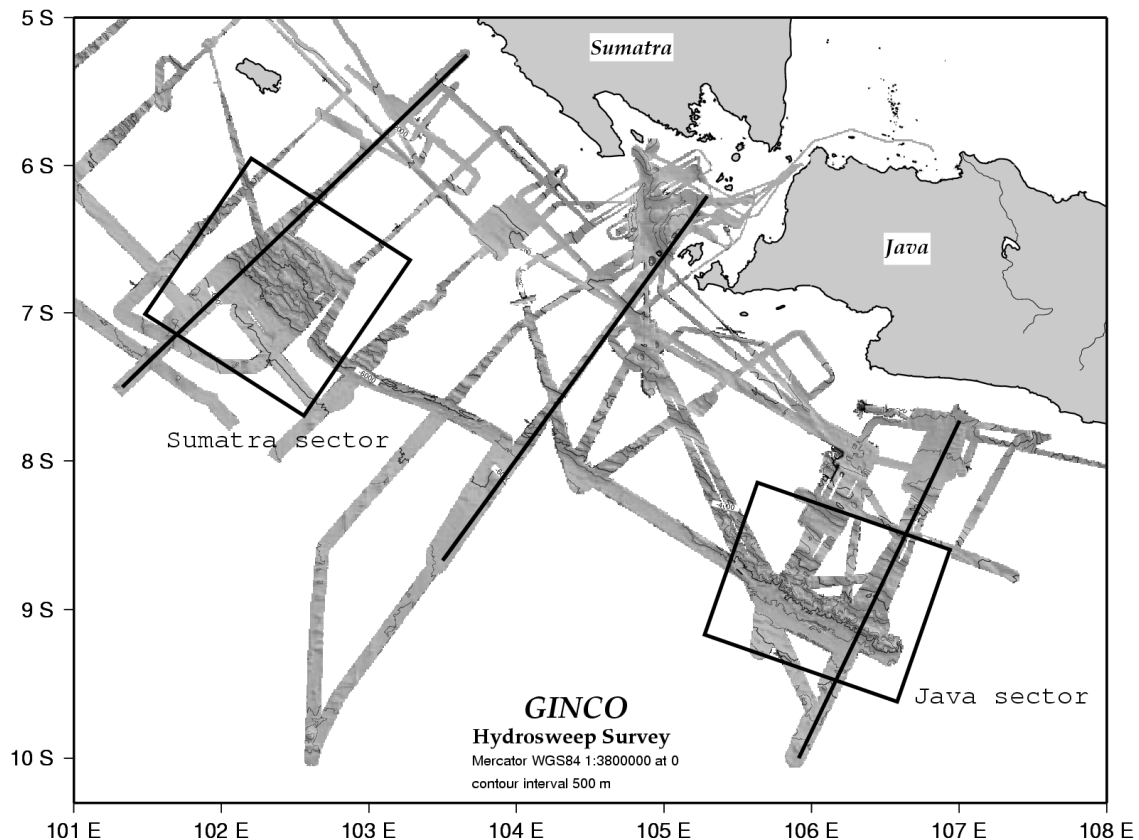 5 S
Sumatra
6 S
Java
7 S
Sumatra sector
8 S
9 S
Java sector
GINCO
Hydrosweep Survey
Mercator WGS84 1:3800000 at 0
10 S
contour interval 500 m
101 E 102 E 103 E 104 E 105 E 106 E 107 E 108 E